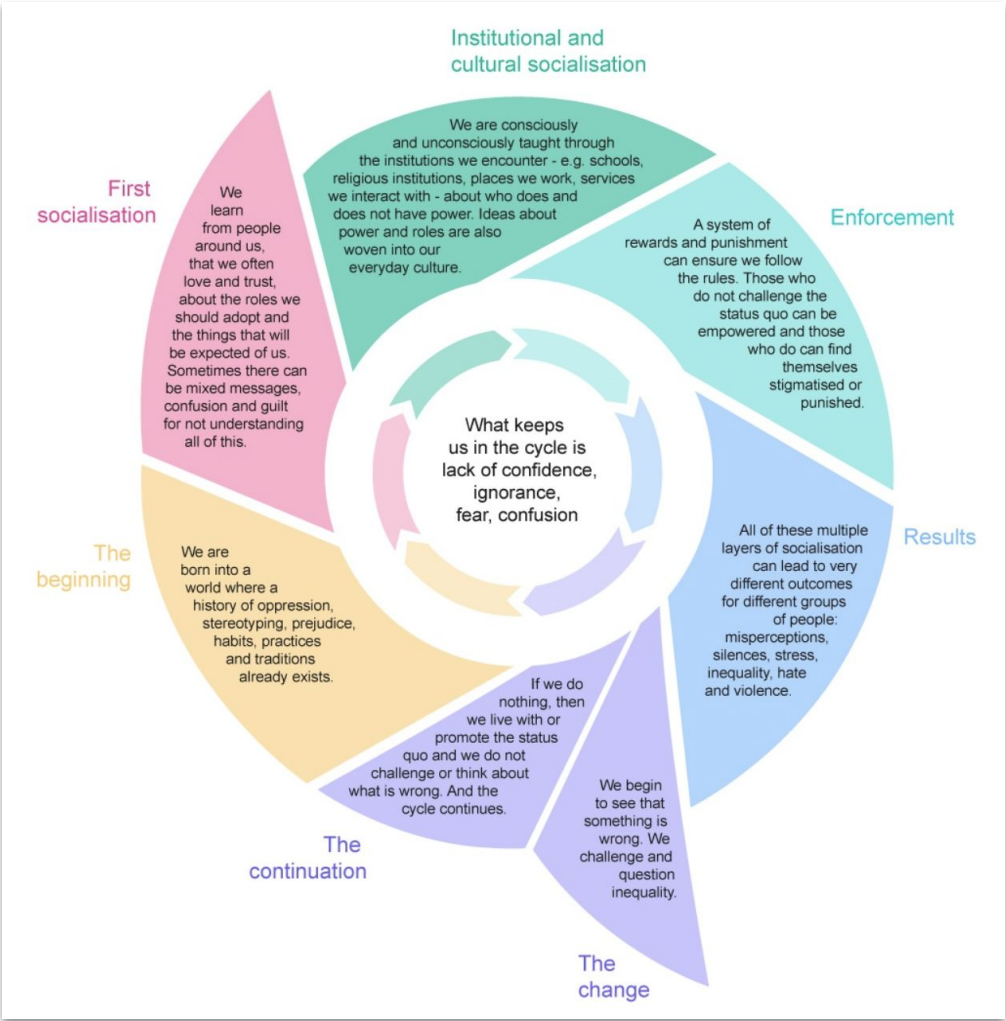 Institutional and
cultural socialisation
We are consciously
and unconsciously taught through
the institutions we encounter - e.g. schools,
religious institutions, places we work, services
we interact with - about who does and
does not have power. Ideas about
power and roles are also
woven into our
everyday culture.
Enforcement
A system of
rewards and punishment
can ensure we follow
the rules. Those who
do not challenge the
status quo can be
empowered and those
who do can find
themselves
stigmatised or
punished.
Results
All of these multiple
layers of socialisation
can lead to very
different outcomes
for different groups
of people:
misperceptions,
silences, stress,
inequality, hate
and violence.
The
change
We begin
to see that
something is
wrong. We
challenge and
question
inequality.
The
continuation
If we do
nothing, then
we live with or
promote the status
quo and we do not
challenge or think about
what is wrong. And the
cycle continues.
The
beginning
We are
born into a
world where a
history of oppression,
stereotyping, prejudice,
habits, practices
and traditions
already exists.
First
socialisation
We
learn
from people
around us,
that we often
love and trust,
about the roles we
should adopt and
the things that will
be expected of us.
Sometimes there can
be mixed messages,
confusion and guilt
for not understanding
all of this.
What keeps
us in the cycle is
lack of confidence,
ignorance,
fear, confusion